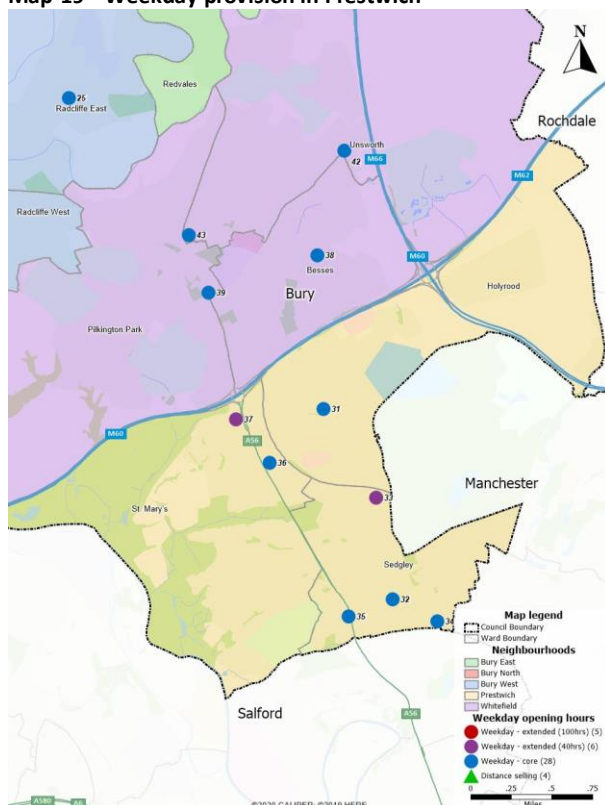 Map 15 – Weekday provision in Prestwich
N
Redvales
25
Radcliffe East
Rochdale
Unsworth
42
M66
M62
Radcliffe West
43
38
Besses
M60
39
Bury
Holyrood
Pilkington Park
31
37
M60
A56
36
Manchester
33
St. Mary's
Sedgley
32
35
Salford
A56
A580
A6
Map legend
Council Boundary
Ward Boundary
Neighbourhoods
Bury East
Bury North
Bury West
Prestwich
Whitefield
Weekday opening hours
Weekday - extended (100hrs) (5)
Weekday - extended (40hrs) (6)
Weekday - core (28)
Distance selling (4)
0 .25 .5 .75
Miles
©2020 CALIPER; ©2019 HERE